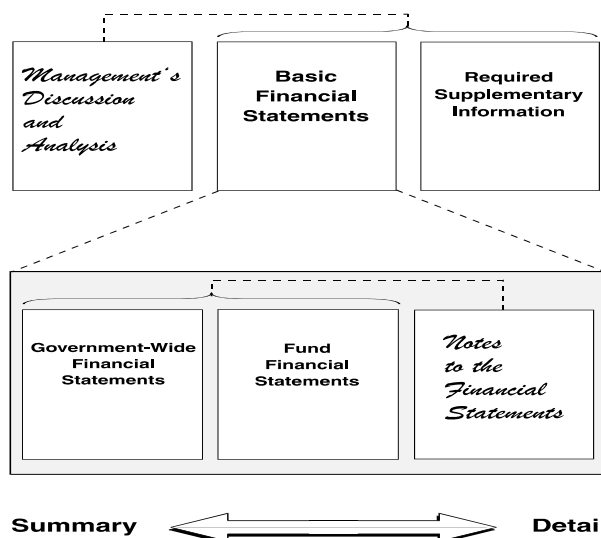 Management's
Discussion
and
Analysis
Basic
Financial
Statements
Required
Supplementary
Information
Government-Wide
Financial
Statements
Fund
Financial
Statements
Notes
to the
Financial
Statements
Summary
Detai